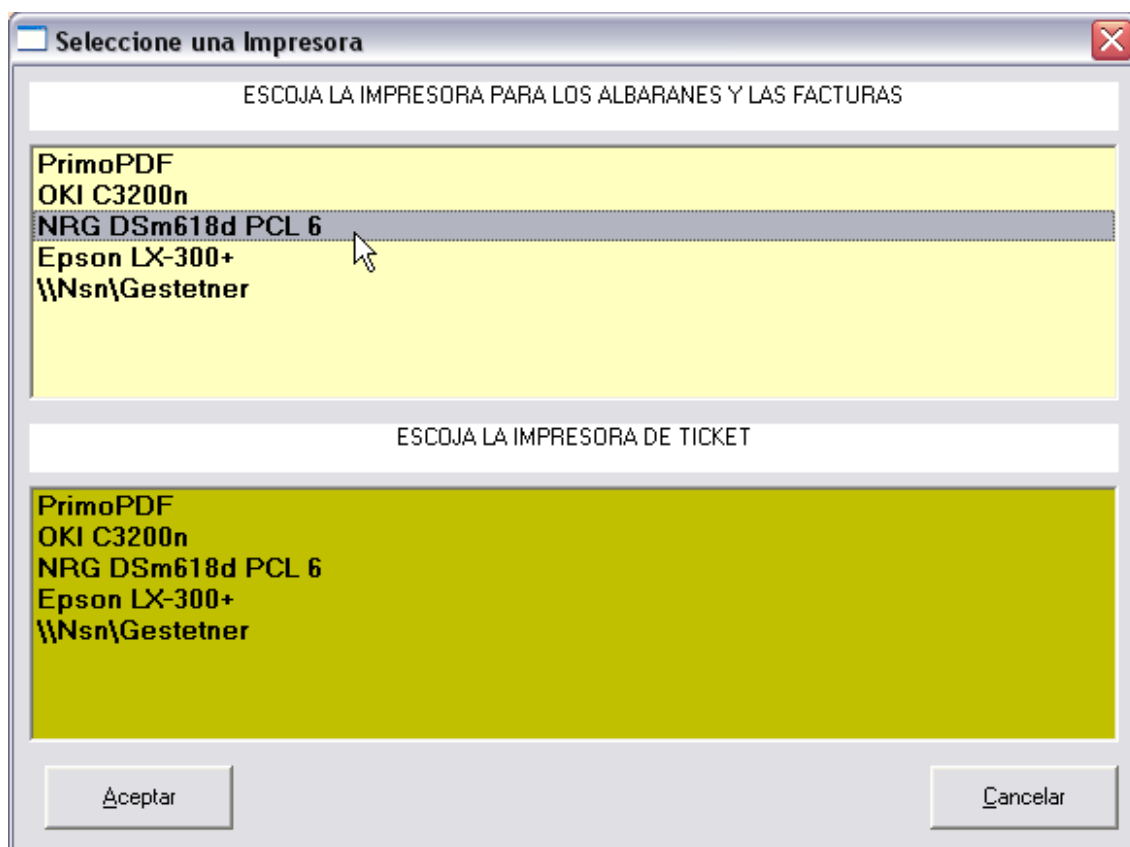 Seleccione una Impresora
ESCOJA LA IMPRESORA PARA LOS ALBARANES Y LAS FACTURAS
PrimoPDF
OKI C3200n
NRG DSm618d PCL 6
Epson LX-300+
\\Nsn\Gestetner
ESCOJA LA IMPRESORA DE TICKET
PrimoPDF
OKI C3200n
NRG DSm618d PCL 6
Epson LX-300+
\\Nsn\Gestetner
Aceptar
Cancelar